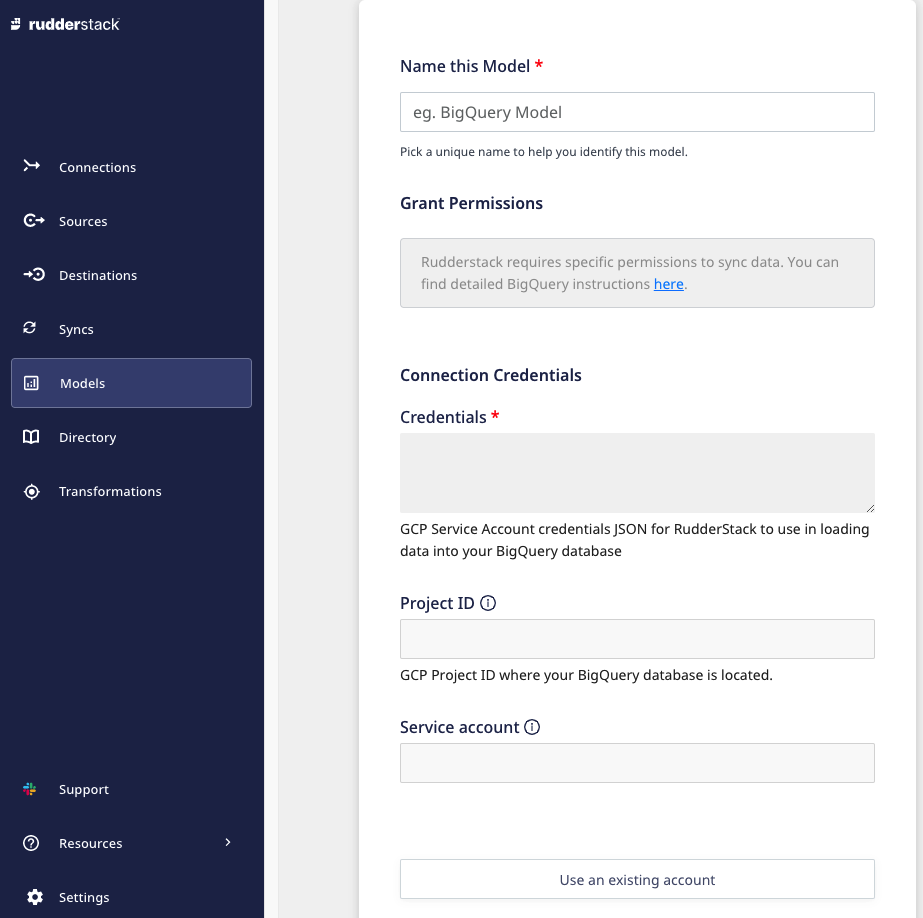 rudderstack
Connections
Sources
Destinations
Syncs
Models
Directory
Transformations
Support
Resources
Settings
Name this Model *
eg. BigQuery Model
Pick a unique name to help you identify this model.
Grant Permissions
Rudderstack requires specific permissions to sync data. You can
find detailed BigQuery instructions here.
Connection Credentials
Credentials *
GCP Service Account credentials JSON for RudderStack to use in loading
data into your BigQuery database
Project ID
GCP Project ID where your BigQuery database is located.
Service account
Use an existing account